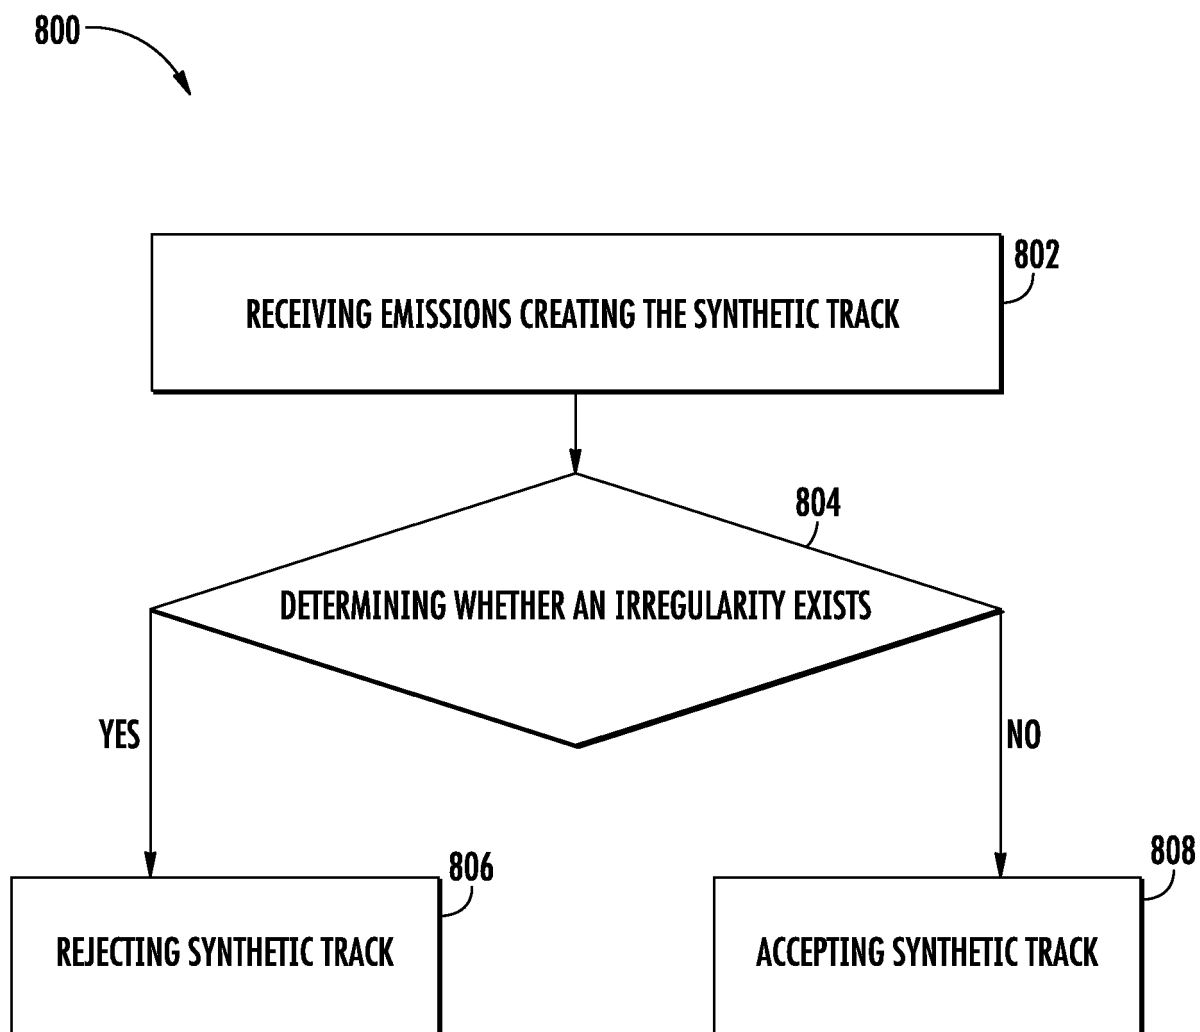 800
802
RECEIVING EMISSIONS CREATING THE SYNTHETIC TRACK
804
DETERMINING WHETHER AN IRREGULARITY EXISTS
YES
NO
806
808
REJECTING SYNTHETIC TRACK
ACCEPTING SYNTHETIC TRACK